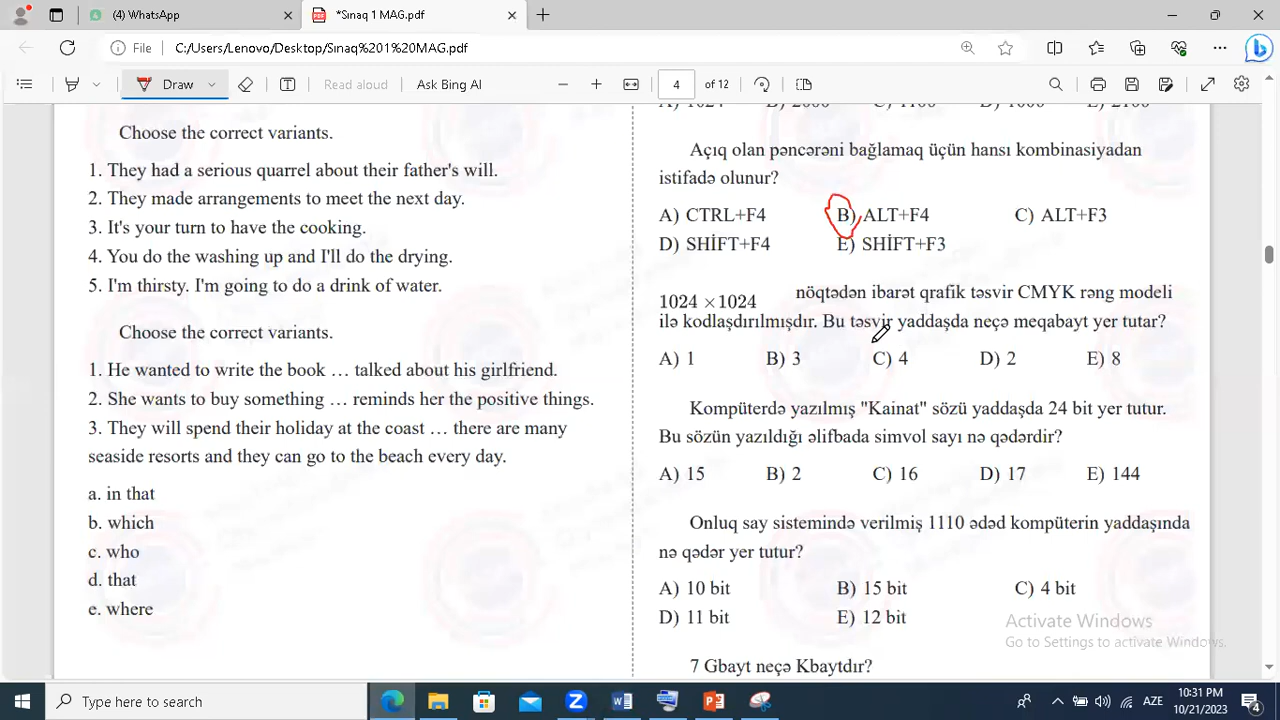 (4) WhatsApp
*Sınaq 1 MAG.pdf
File
C:/Users/Lenovo/Desktop/Sınaq%201%20MAG.pdf
Draw
Read aloud
Ask Bing AI
4
of 12
Choose the correct variants.
1. They had a serious quarrel about their father's will.
2. They made arrangements to meet the next day.
3. It's your turn to have the cooking.
4. You do the washing up and I'll do the drying.
5. I'm thirsty. I'm going to do a drink of water.
Choose the correct variants.
1. He wanted to write the book … talked about his girlfriend.
2. She wants to buy something … reminds her the positive things.
3. They will spend their holiday at the coast … there are many
seaside resorts and they can go to the beach every day.
a. in that
b. which
c. who
d. that
e. where
A) 1024 B) 2000 C) 1100 D) 1000 E) 2100
Açıq olan pəncərəni bağlamaq üçün hansı kombinasiyadan
istifadə olunur?
A) CTRL+F4 B) ALT+F4 C) ALT+F3
D) SHİFT+F4 E) SHİFT+F3
1024 ×1024 nöqtədən ibarət qrafik təsvir CMYK rəng modeli
ilə kodlaşdırılmışdır. Bu təsvir yaddaşda neçə meqabayt yer tutar?
A) 1 B) 3 C) 4 D) 2 E) 8
Kompüterdə yazılmış "Kainat" sözü yaddaşda 24 bit yer tutur.
Bu sözün yazıldığı əlifbada simvol sayı nə qədərdir?
A) 15 B) 2 C) 16 D) 17 E) 144
Onluq say sistemində verilmiş 1110 ədəd kompüterin yaddaşında
nə qədər yer tutur?
A) 10 bit B) 15 bit C) 4 bit
D) 11 bit E) 12 bit
7 Gbayt neçə Kbaytdır?
Activate Windows
Go to Settings to activate Windows.
Type here to search
AZE
10:31 PM
10/21/2023
4